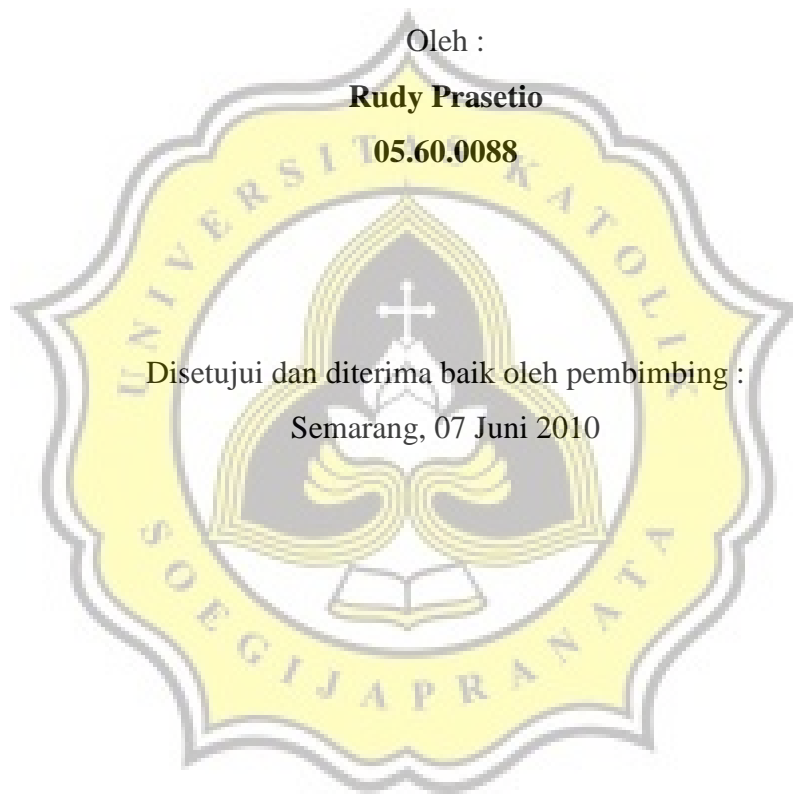 Oleh :
Rudy Prasetio
05.60.0088
UNIVERSITAS KATOLIK
Disetujui dan diterima baik oleh pembimbing :
Semarang, 07 Juni 2010
SOEGIJAPRANATA